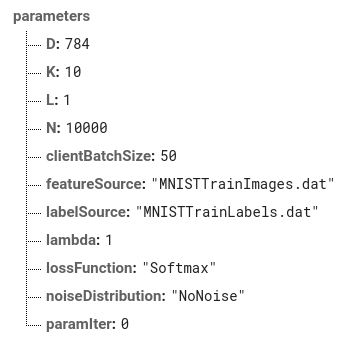 parameters
D: 784
K: 10
L: 1
N: 10000
clientBatchSize: 50
featureSource: "MNISTTrainImages.dat"
labelSource: "MNISTTrainLabels.dat"
lambda: 1
lossFunction: "Softmax"
noiseDistribution: "NoNoise"
paramIter: 0